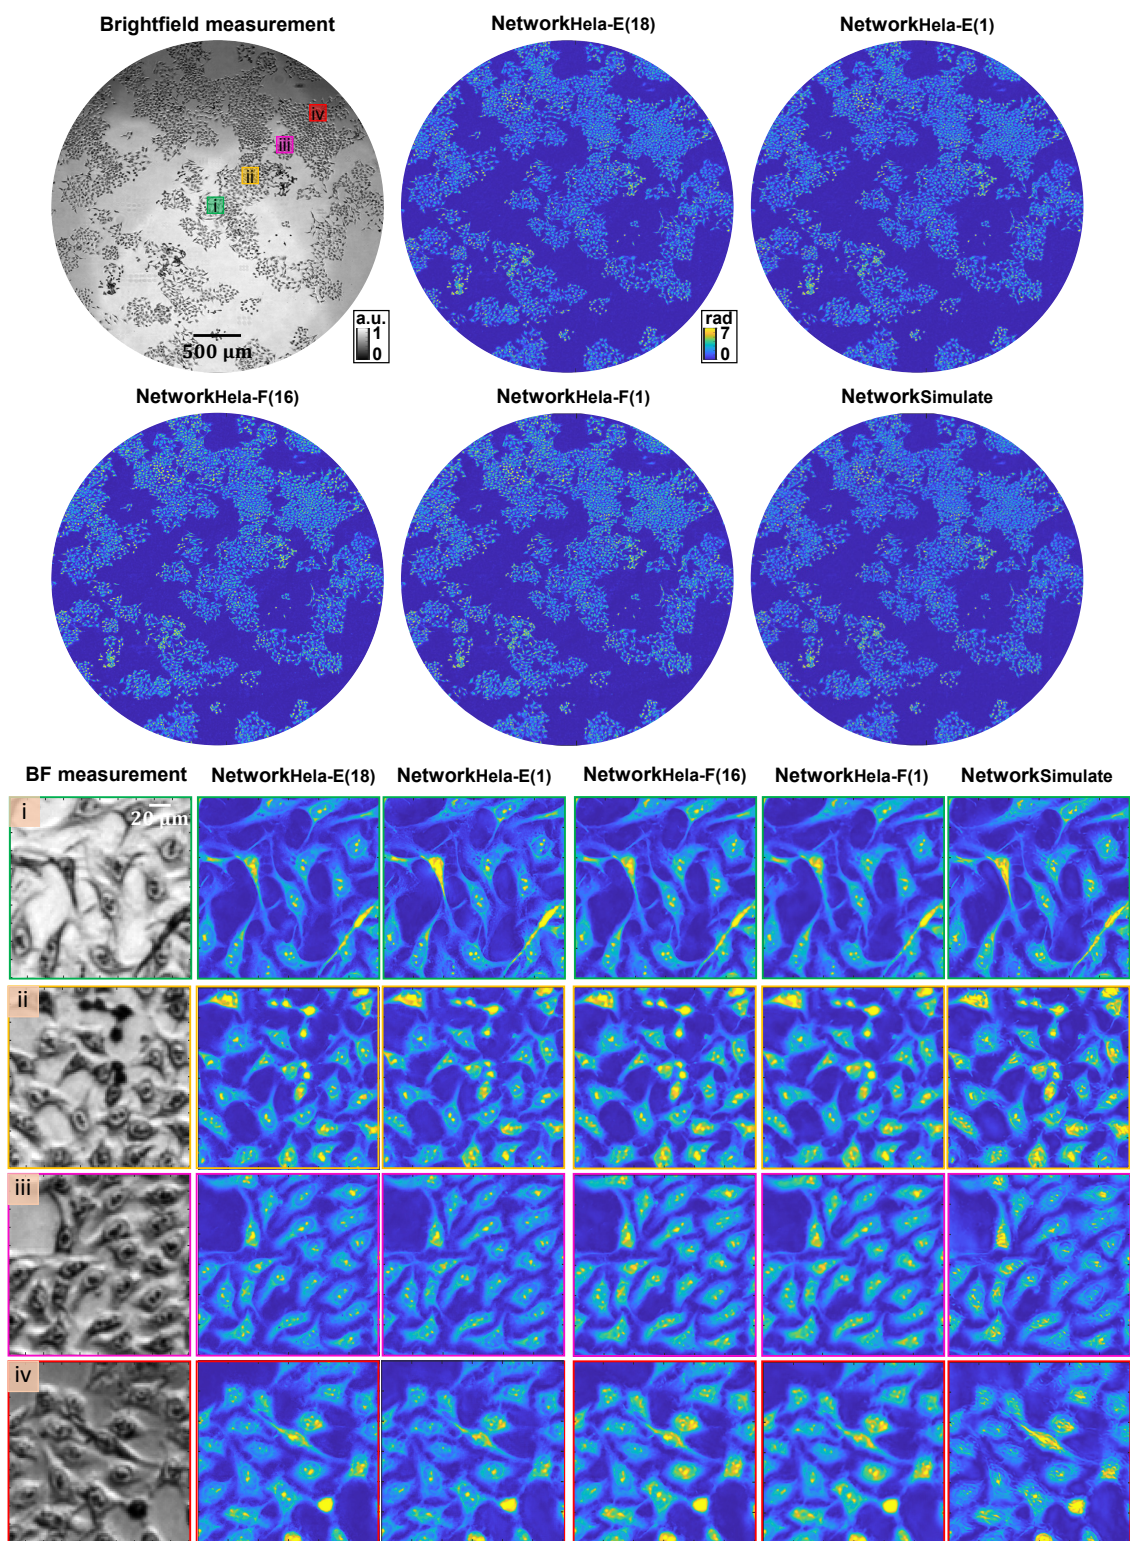 Brightfield measurement
NetworkHela-E(18)
NetworkHela-E(1)
iv
iii
ii
i
500 μm
a.u.
1
0
rad
7
0
NetworkHela-F(16)
NetworkHela-F(1)
NetworkSimulate
BF measurement
NetworkHela-E(18)
NetworkHela-E(1)
NetworkHela-F(16)
NetworkHela-F(1)
NetworkSimulate
i
20 μm
ii
iii
iv